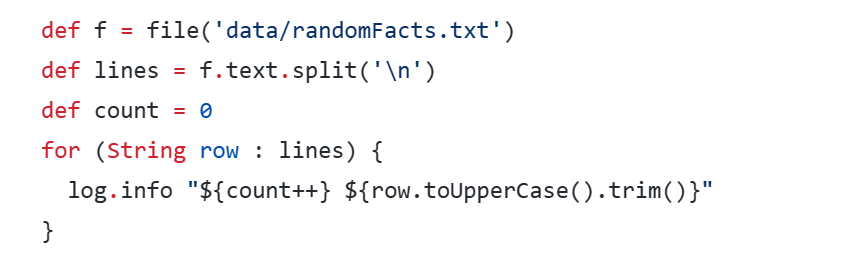 def f = file('data/randomFacts.txt')
def lines = f.text.split('\n')
def count = 0
for (String row : lines) {
  log.info "${count++} ${row.toUpperCase().trim()}"
}